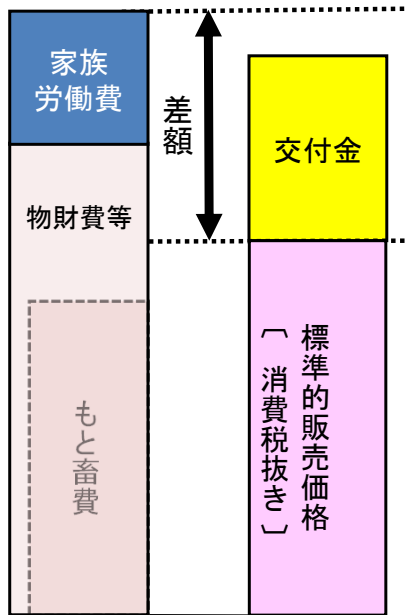 家族
労働費
物財費等
もと畜費
差額
交付金
標準的販売価格
〔消費税抜き〕